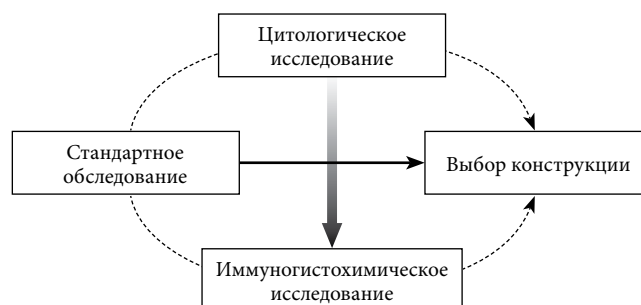 Цитологическое
исследование
Стандартное
обследование
Выбор конструкции
Иммуногистохимическое
исследование